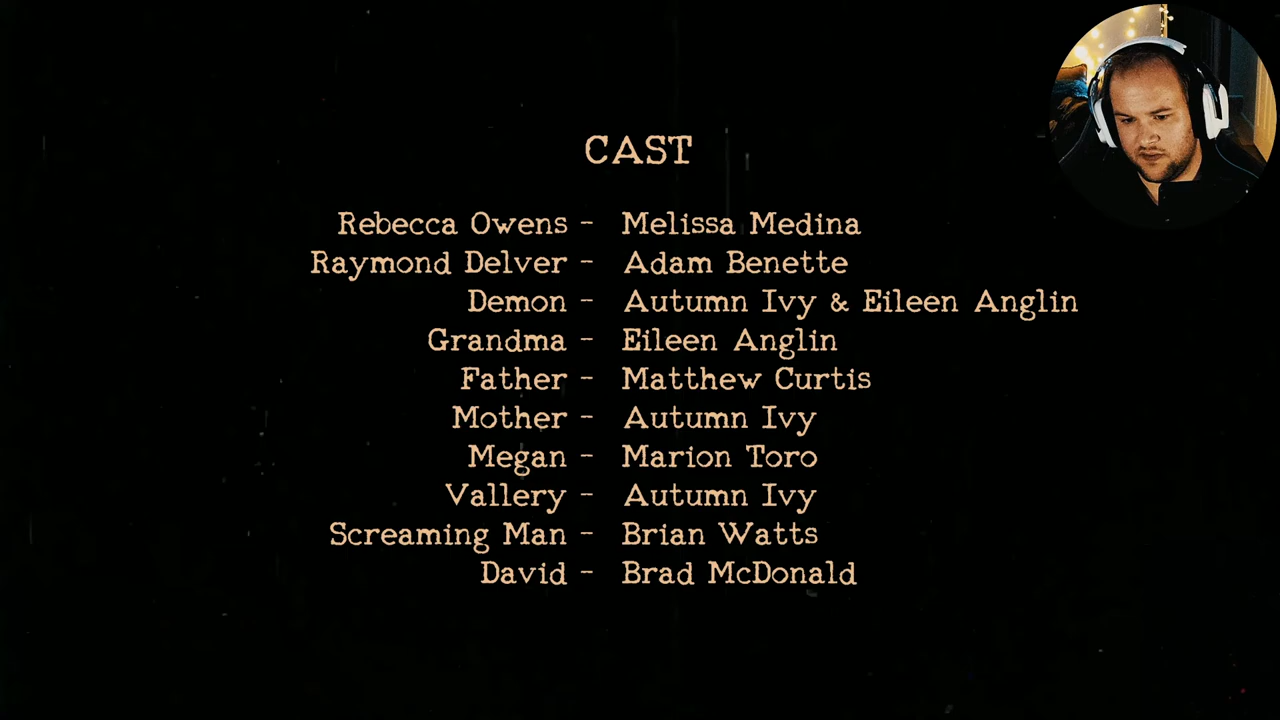 CAST
Rebecca Owens - Melissa Medina
Raymond Delver - Adam Benette
Demon - Autumn Ivy & Eileen Anglin
Grandma - Eileen Anglin
Father - Matthew Curtis
Mother - Autumn Ivy
Megan - Marion Toro
Vallery - Autumn Ivy
Screaming Man - Brian Watts
David - Brad McDonald